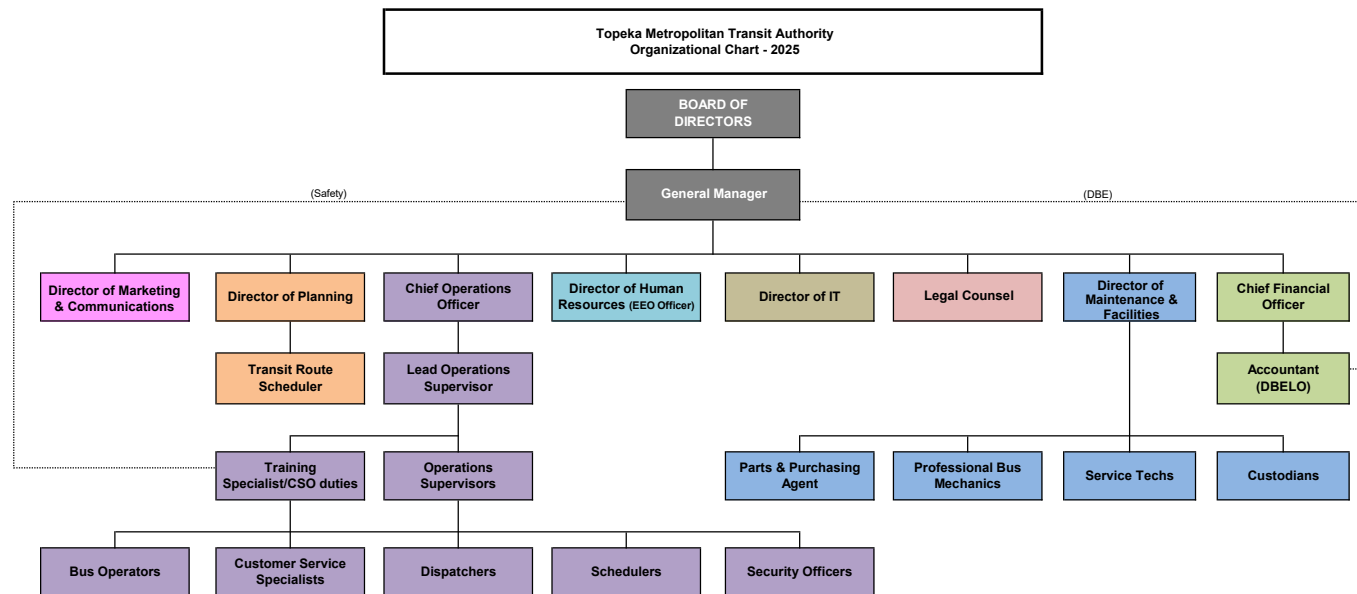 Topeka Metropolitan Transit Authority
Organizational Chart - 2025
BOARD OF
DIRECTORS
(Safety)
General Manager
(DBE)
Director of Marketing
& Communications
Director of Planning
Chief Operations
Officer
Director of Human
Resources (EEO Officer)
Director of IT
Legal Counsel
Director of
Maintenance &
Facilities
Chief Financial
Officer
Transit Route
Scheduler
Lead Operations
Supervisor
Accountant
(DBELO)
Training
Specialist/CSO duties
Operations
Supervisors
Parts & Purchasing
Agent
Professional Bus
Mechanics
Service Techs
Custodians
Bus Operators
Customer Service
Specialists
Dispatchers
Schedulers
Security Officers